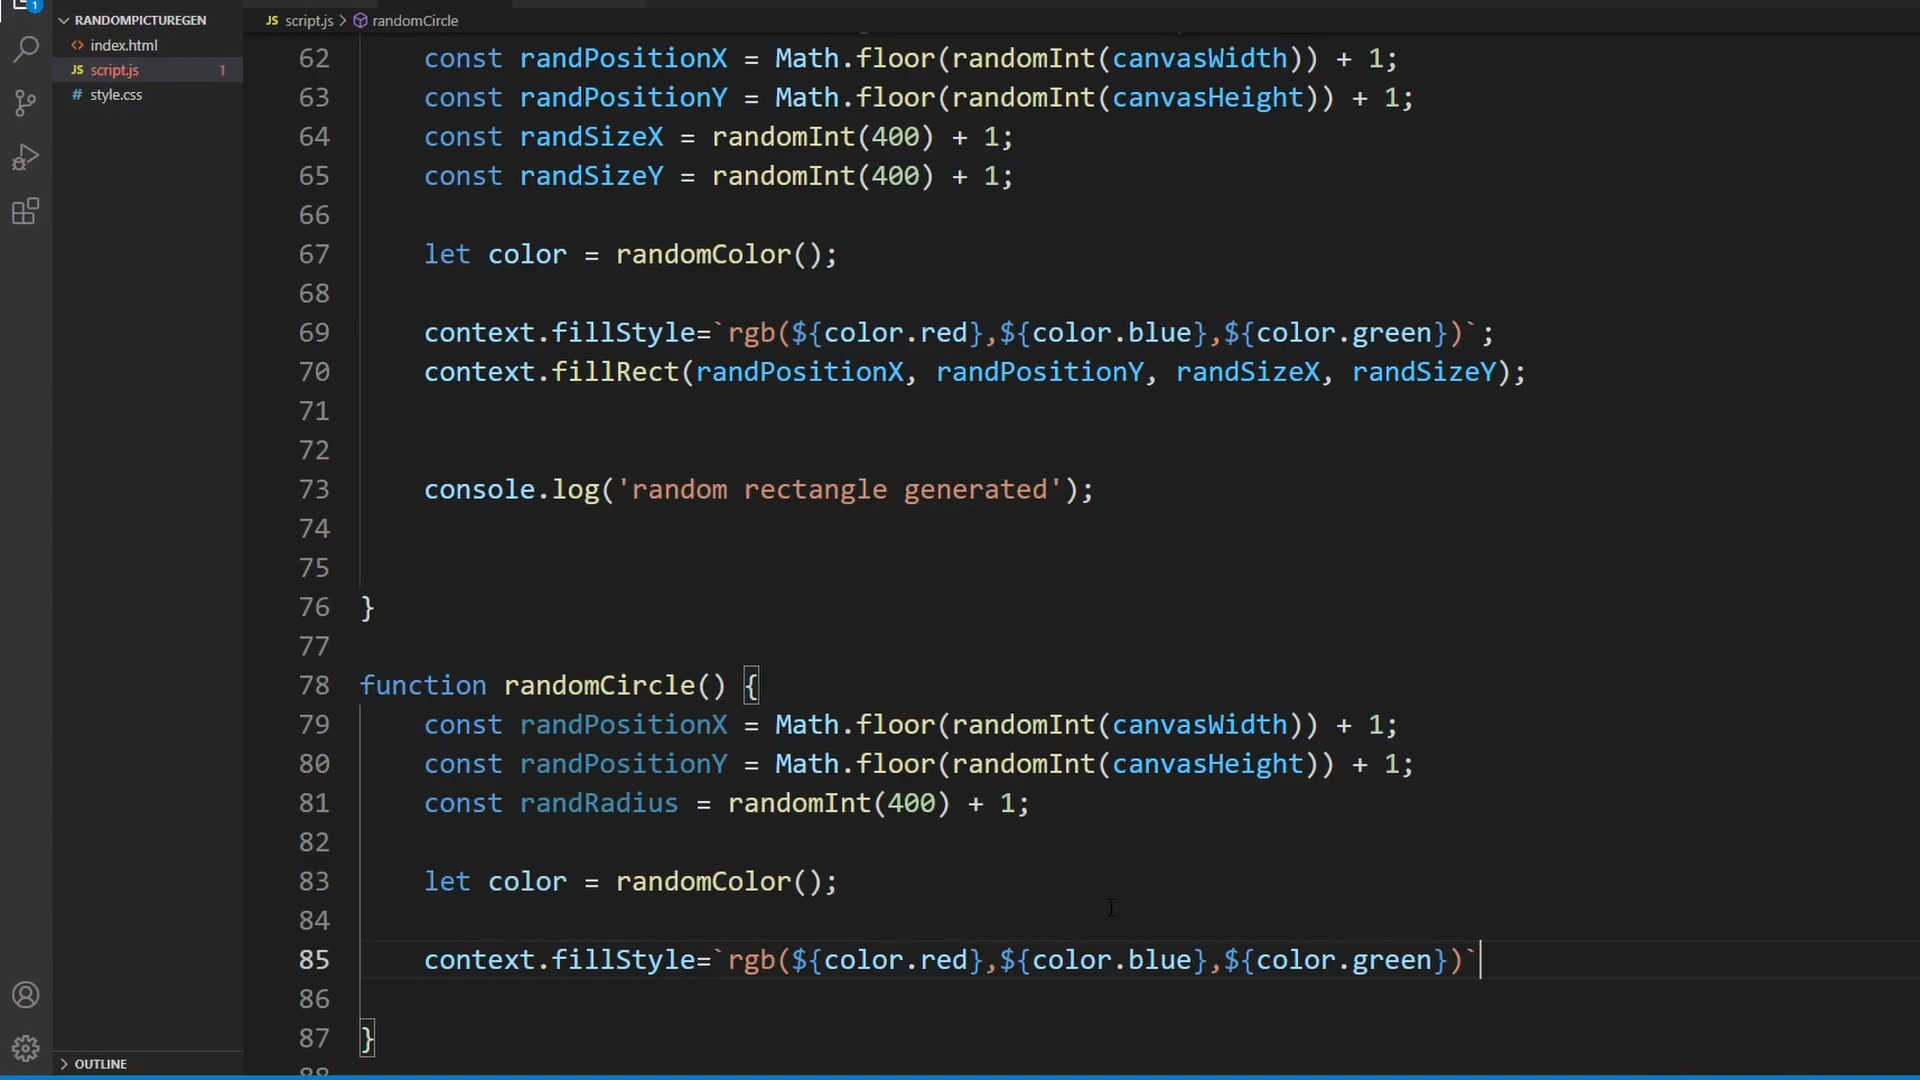 1
RANDOMPICTUREGEN
index.html
JS script.js 1
# style.css
JS script.js > randomCircle
62 const randPositionX = Math.floor(randomInt(canvasWidth)) + 1;
63 const randPositionY = Math.floor(randomInt(canvasHeight)) + 1;
64 const randSizeX = randomInt(400) + 1;
65 const randSizeY = randomInt(400) + 1;
66
67 let color = randomColor();
68
69 context.fillStyle=`rgb(${color.red},${color.blue},${color.green})`;
70 context.fillRect(randPositionX, randPositionY, randSizeX, randSizeY);
71
72
73 console.log('random rectangle generated');
74
75
76 }
77
78 function randomCircle() {
79 const randPositionX = Math.floor(randomInt(canvasWidth)) + 1;
80 const randPositionY = Math.floor(randomInt(canvasHeight)) + 1;
81 const randRadius = randomInt(400) + 1;
82
83 let color = randomColor();
84
85 context.fillStyle=`rgb(${color.red},${color.blue},${color.green})`
86
87 }
OUTLINE